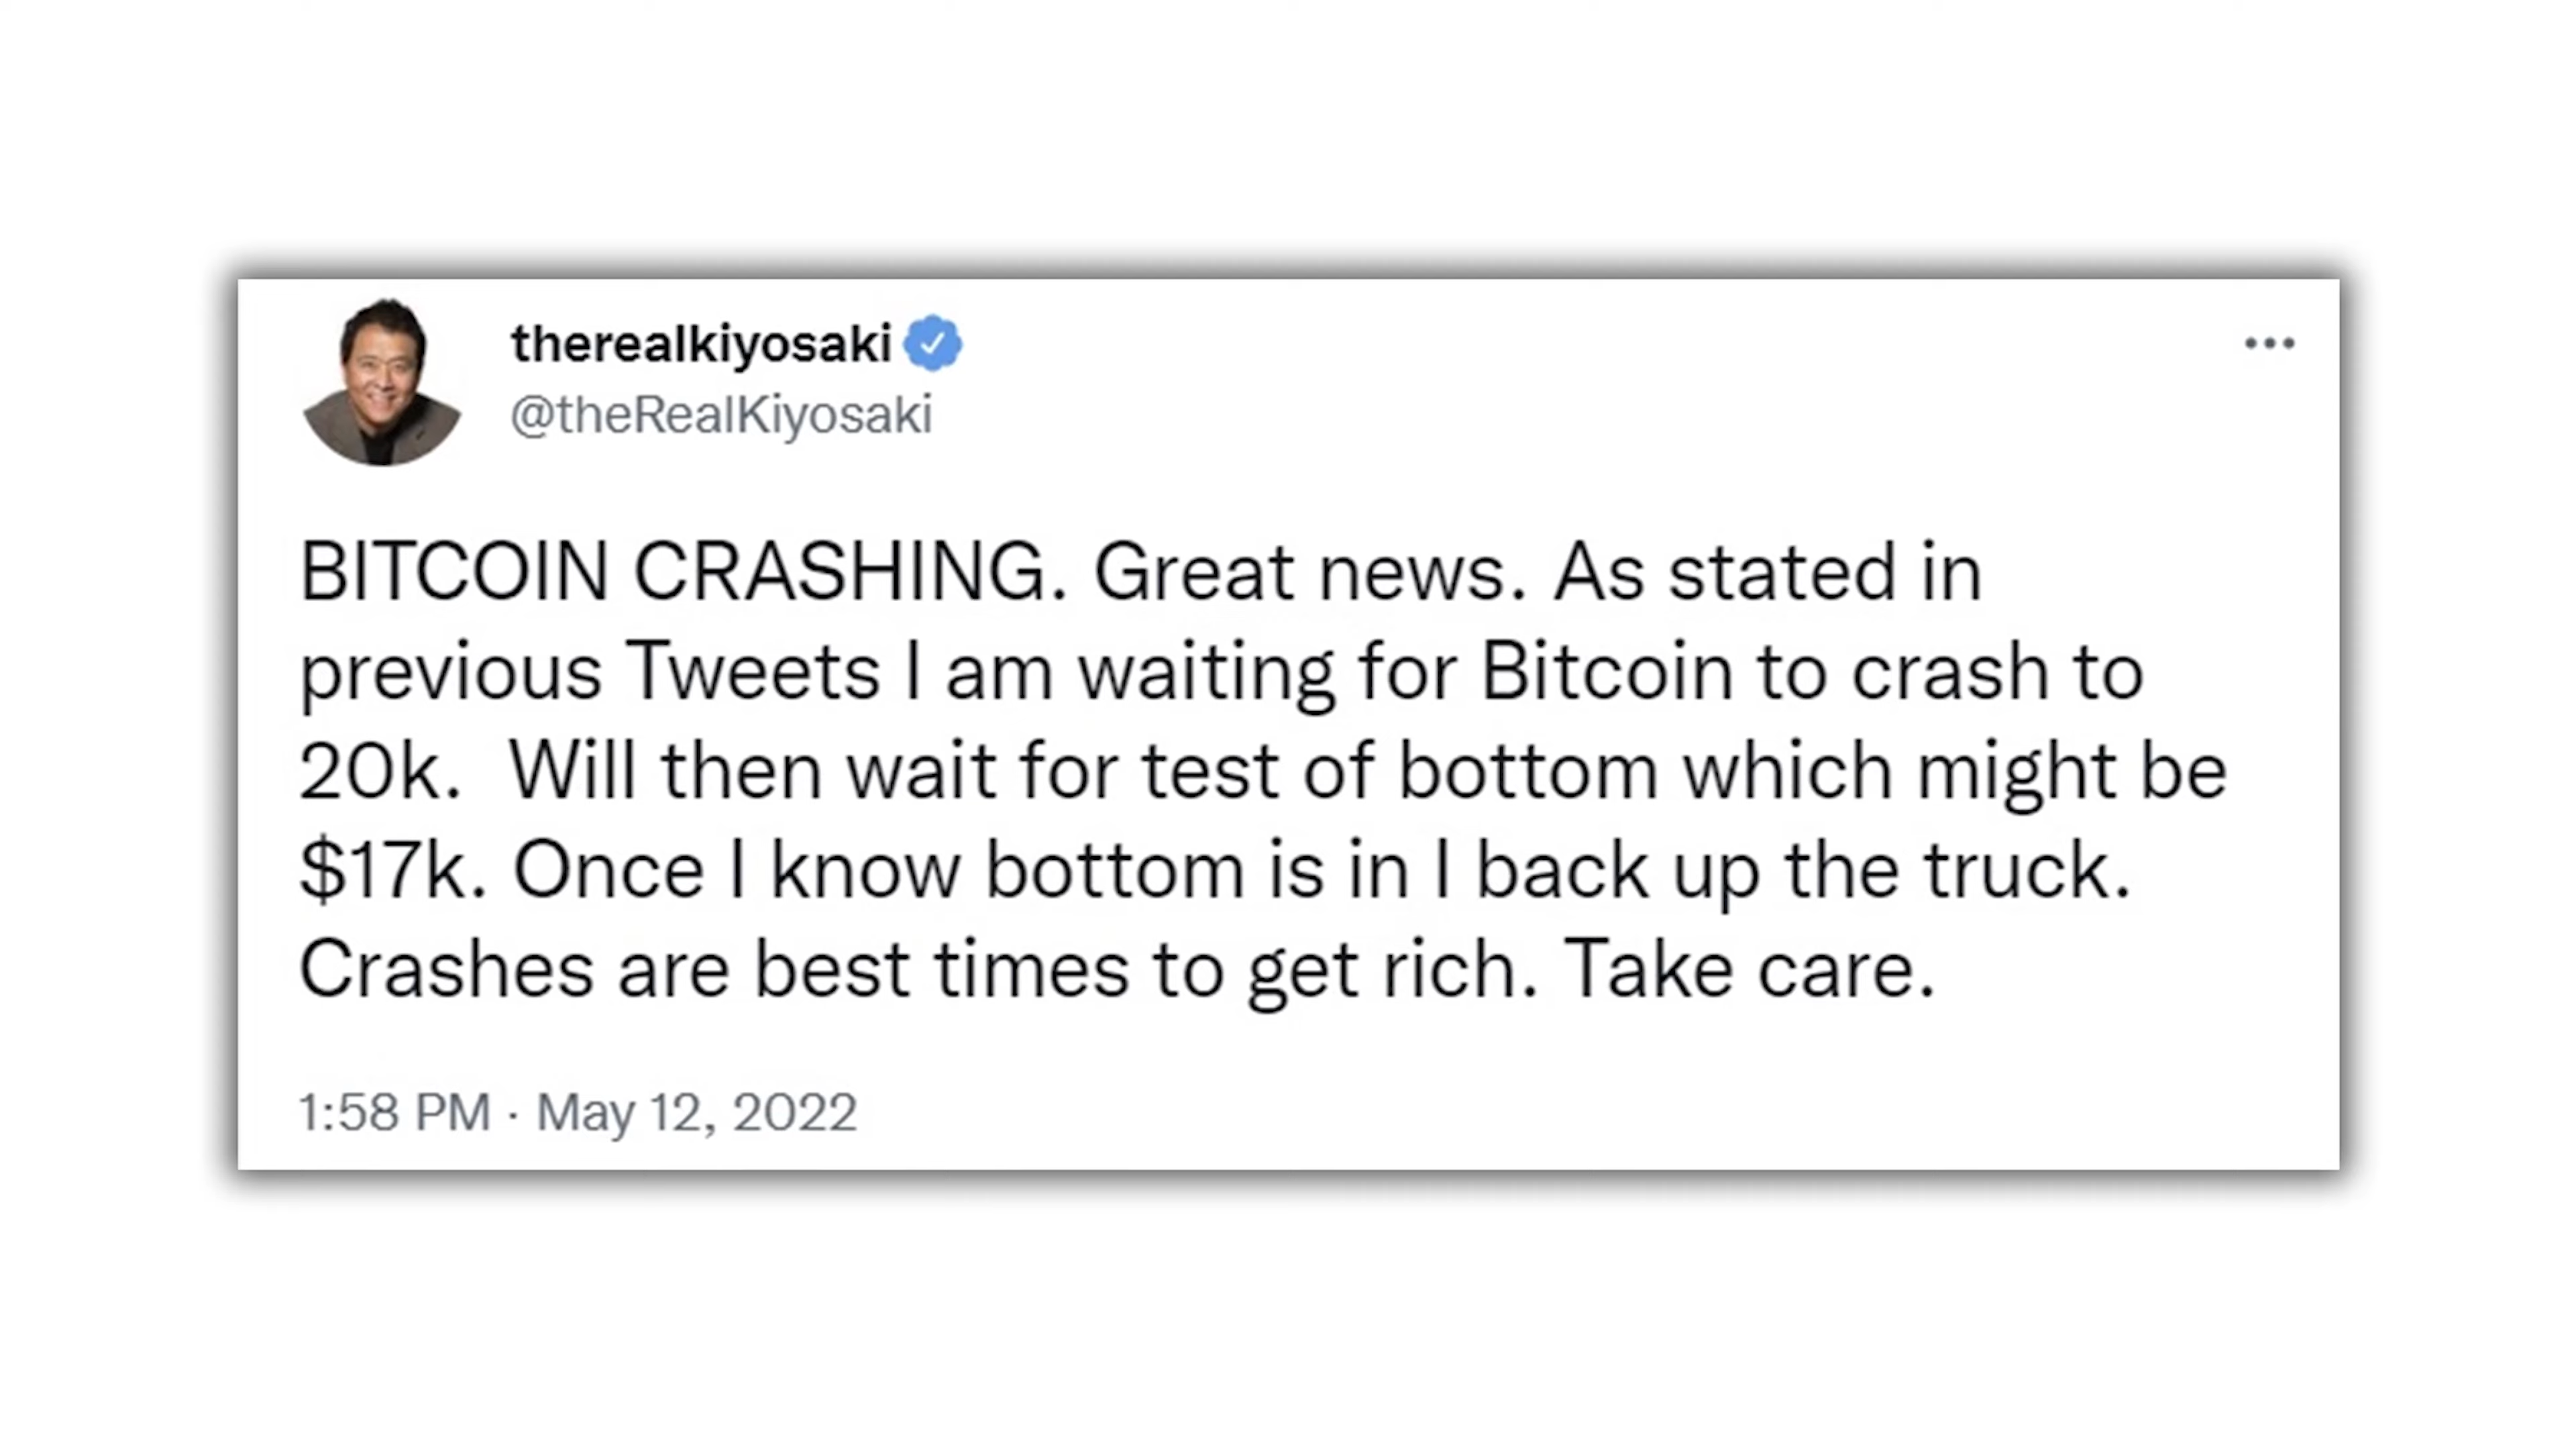 therealkiyosaki
@theRealKiyosaki
BITCOIN CRASHING. Great news. As stated in
previous Tweets I am waiting for Bitcoin to crash to
20k.  Will then wait for test of bottom which might be
$17k. Once I know bottom is in I back up the truck.
Crashes are best times to get rich. Take care.
1:58 PM · May 12, 2022